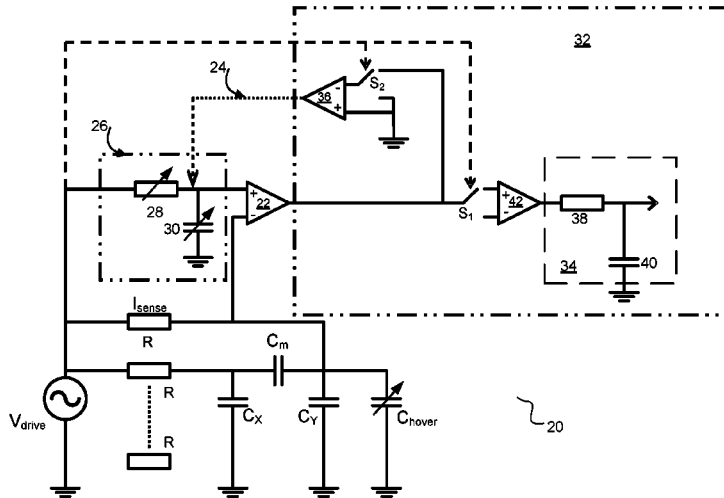 32
24
36
-
+
S2
26
28
30
+
-
22
S1
+
-
42
38
34
40
Isense
R
Cm
R
Vdrive
CX
CY
Chover
R
20